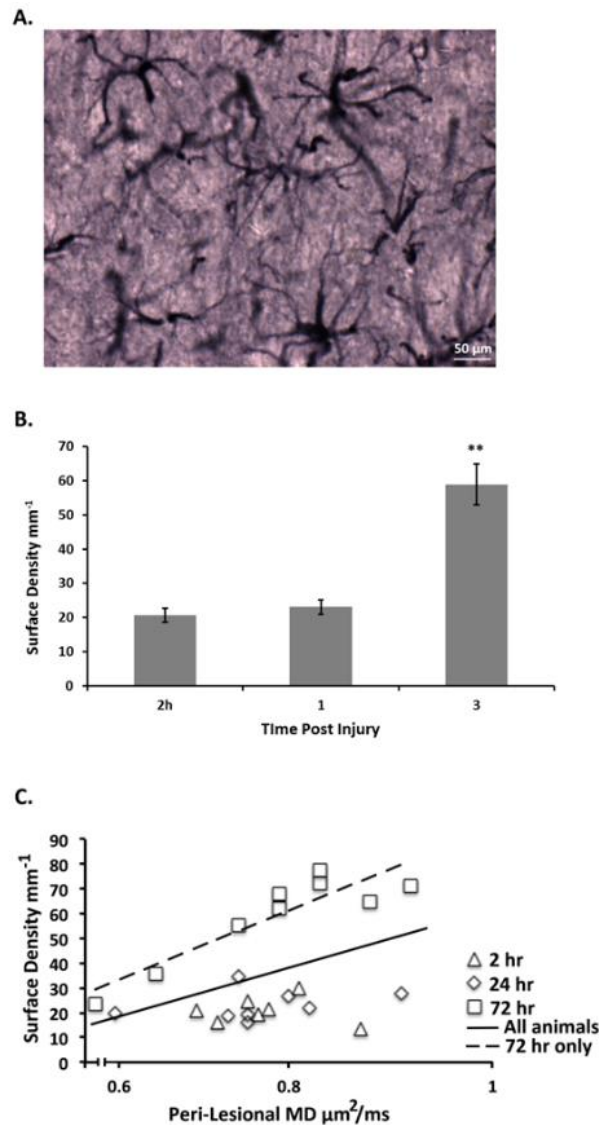 A.
50 µm
B.
Surface Density mm⁻¹
70
60
50
40
30
20
10
0
**
2h
1
3
TIme Post Injury
C.
Surface Density mm⁻¹
90
80
70
60
50
40
30
20
10
0
0.6
0.8
1
Peri-Lesional MD µm²/ms
2 hr
24 hr
72 hr
All animals
72 hr only